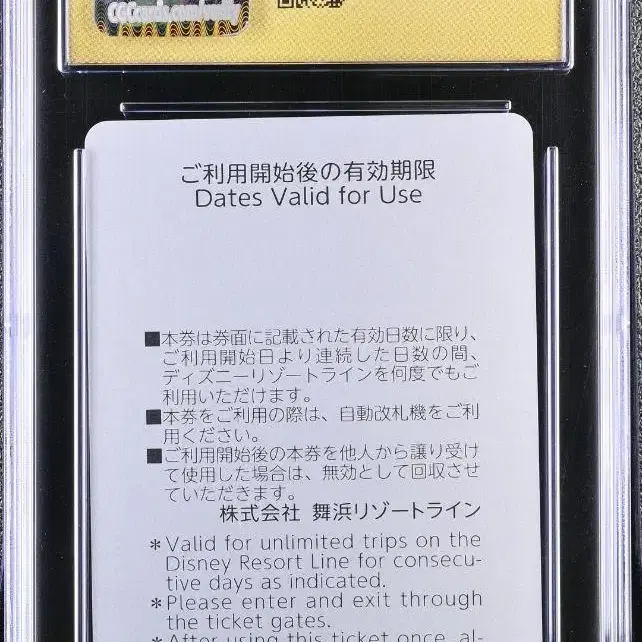 CGCcards.com/verify
ご利用開始後の有効期限
Dates Valid for Use
■本券は券面に記載された有効日数に限り、
ご利用開始日より連続した日数の間、
ディズニーリゾートラインを何度でもご
利用いただけます。
■本券をご利用の際は、自動改札機をご利
用ください。
■ご利用開始後の本券を他人から譲り受け
て使用した場合は、無効として回収させ
ていただきます。
株式会社 舞浜リゾートライン
＊Valid for unlimited trips on the
Disney Resort Line for consecu-
tive days as indicated.
＊Please enter and exit through
the ticket gates.
＊After using this ticket once, al-